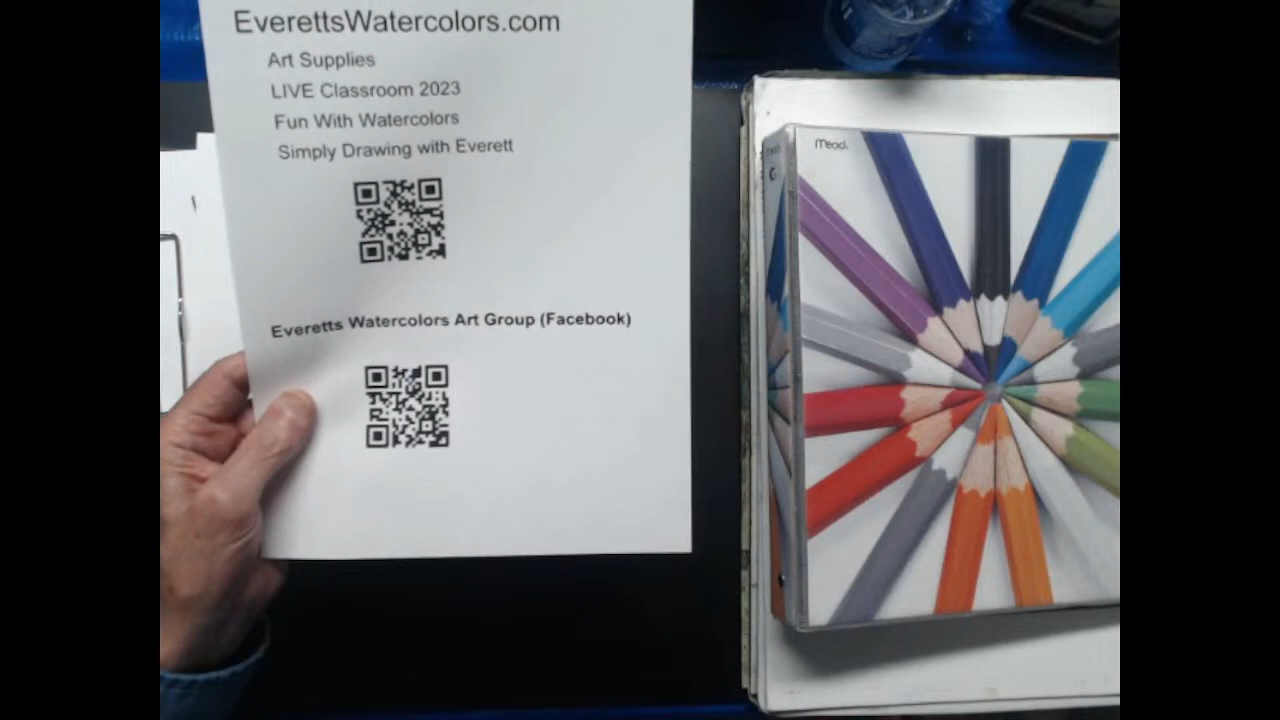 EverettsWatercolors.com
Art Supplies
LIVE Classroom 2023
Fun With Watercolors
Simply Drawing with Everett
Everetts Watercolors Art Group (Facebook)
Mead.